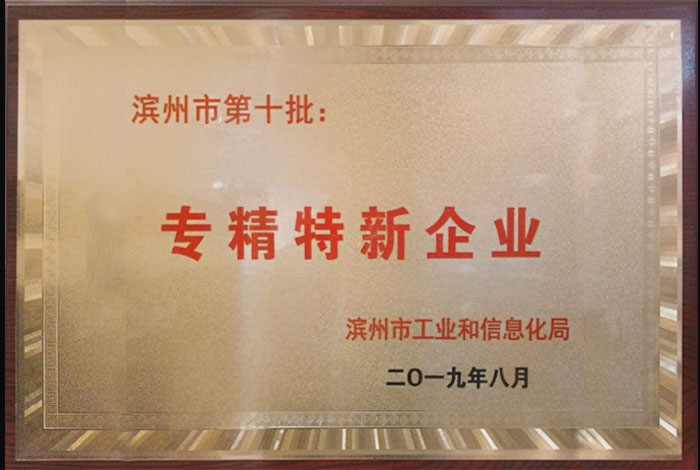 滨州市第十批：
专精特新企业
滨州市工业和信息化局
二〇一九年八月